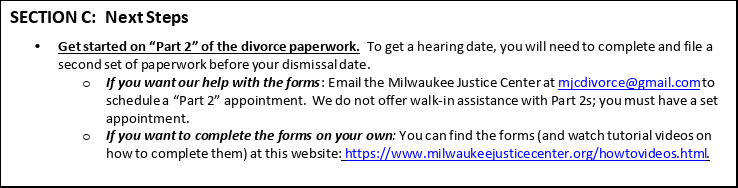 SECTION C:  Next Steps
• Get started on “Part 2” of the divorce paperwork.  To get a hearing date, you will need to complete and file a
second set of paperwork before your dismissal date.
o If you want our help with the forms: Email the Milwaukee Justice Center at mjcdivorce@gmail.com to
schedule a “Part 2” appointment.  We do not offer walk-in assistance with Part 2s; you must have a set
appointment.
o If you want to complete the forms on your own: You can find the forms (and watch tutorial videos on
how to complete them) at this website: https://www.milwaukeejusticecenter.org/howtovideos.html.